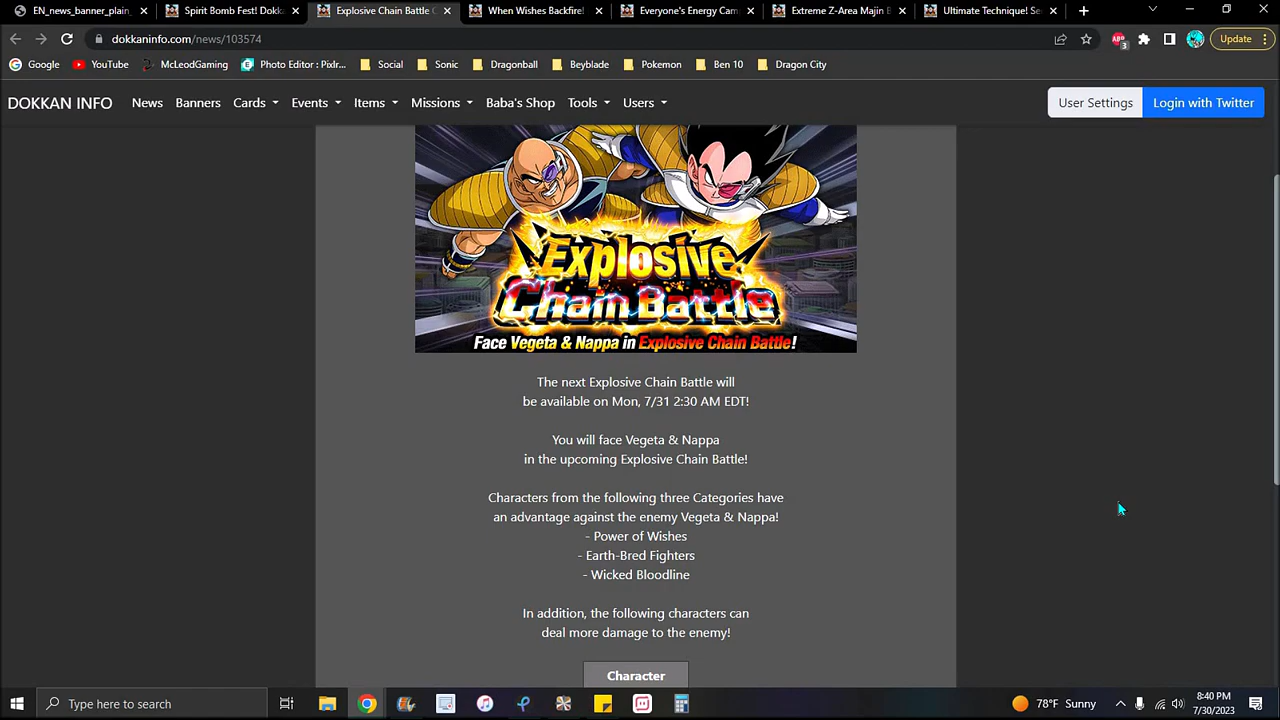 EN_news_banner_plain_
Spirit Bomb Fest! Dokka
Explosive Chain Battle C
When Wishes Backfire!
Everyone's Energy Cam
Extreme Z-Area Majin B
Ultimate Technique! Se
dokkaninfo.com/news/103574
3
Update
Google
YouTube
McLeodGaming
Photo Editor : Pixlr...
Social
Sonic
Dragonball
Beyblade
Pokemon
Ben 10
Dragon City
DOKKAN INFO
News
Banners
Cards
Events
Items
Missions
Baba's Shop
Tools
Users
User Settings
Login with Twitter
Explosive
Chain Battle
Face Vegeta & Nappa in Explosive Chain Battle!
The next Explosive Chain Battle will
be available on Mon, 7/31 2:30 AM EDT!
You will face Vegeta & Nappa
in the upcoming Explosive Chain Battle!
Characters from the following three Categories have
an advantage against the enemy Vegeta & Nappa!
- Power of Wishes
- Earth-Bred Fighters
- Wicked Bloodline
In addition, the following characters can
deal more damage to the enemy!
Character
Type here to search
78°F Sunny
8:40 PM
7/30/2023